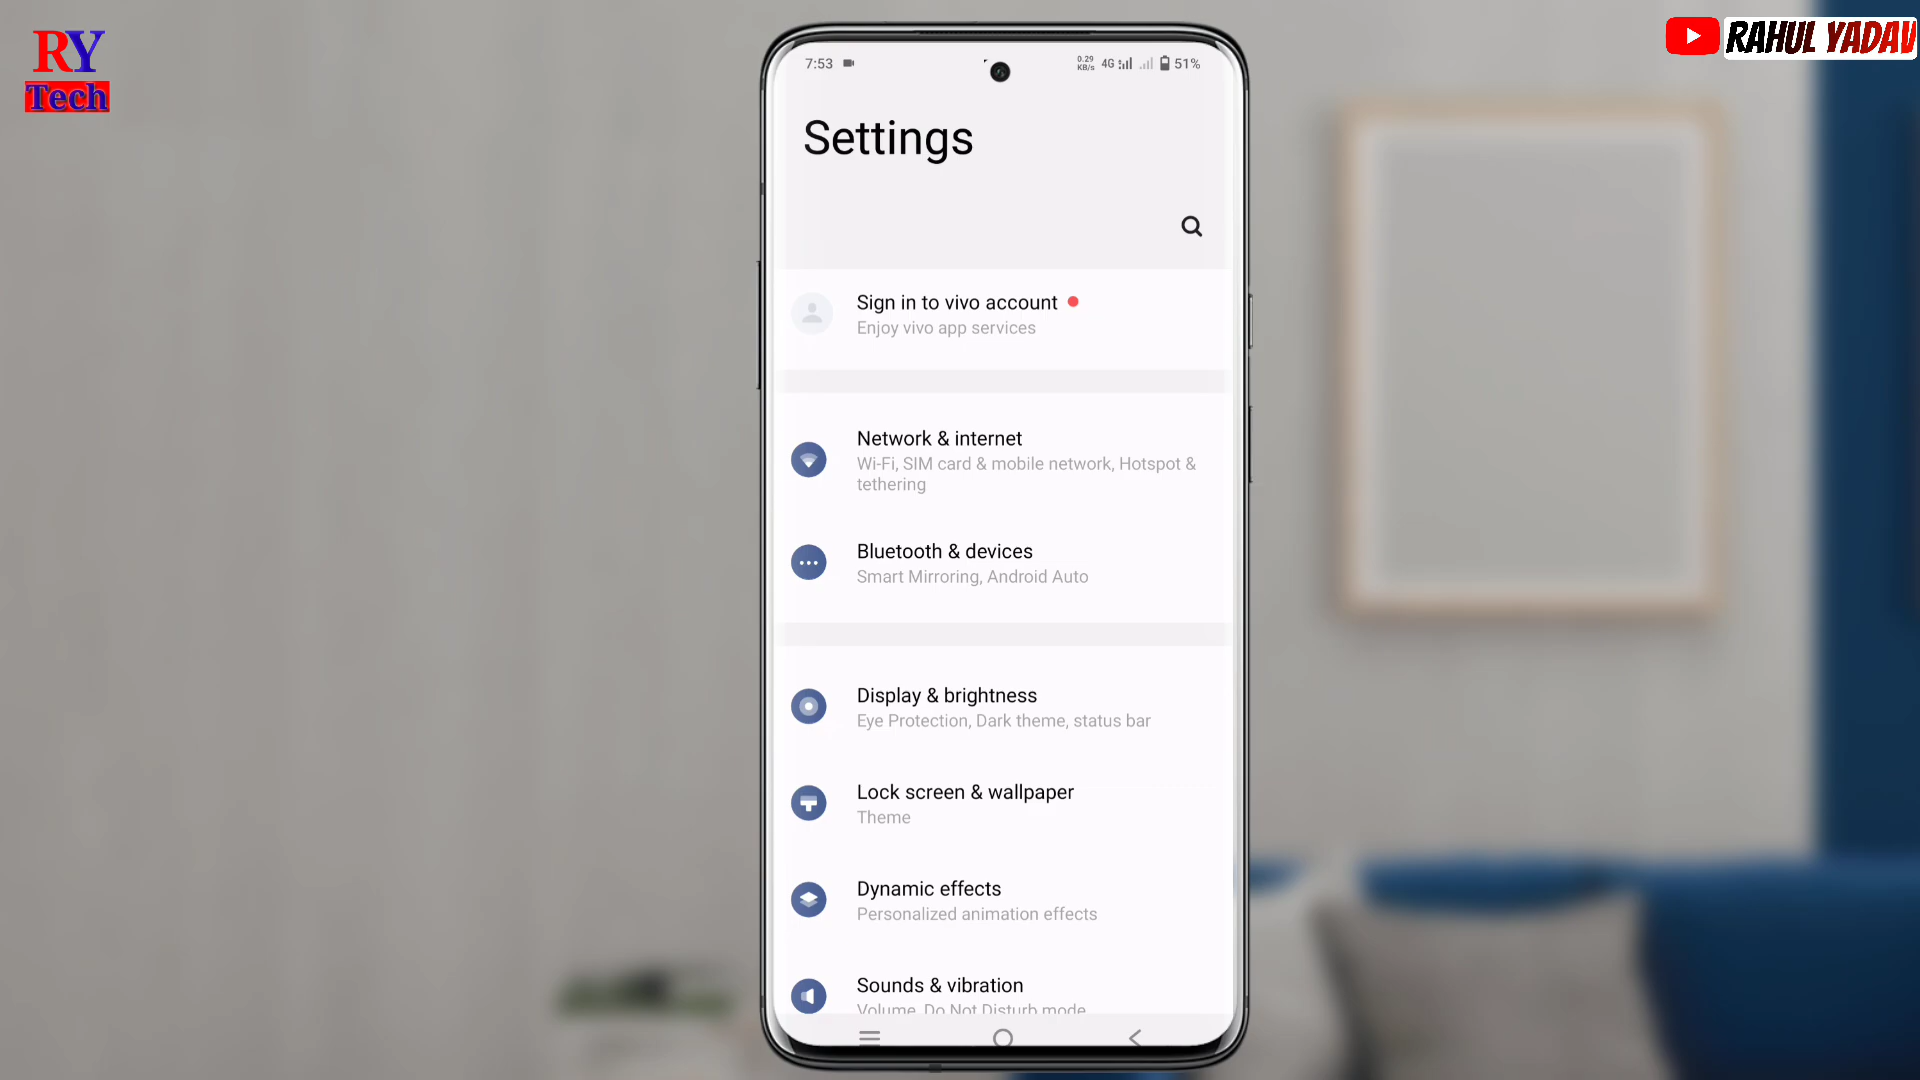 RY
Tech
RAHUL YADAV
7:53
0.29
KB/s
4G
51%
Settings
Sign in to vivo account
Enjoy vivo app services
Network & internet
Wi-Fi, SIM card & mobile network, Hotspot &
tethering
Bluetooth & devices
Smart Mirroring, Android Auto
Display & brightness
Eye Protection, Dark theme, status bar
Lock screen & wallpaper
Theme
Dynamic effects
Personalized animation effects
Sounds & vibration
Volume, Do Not Disturb mode